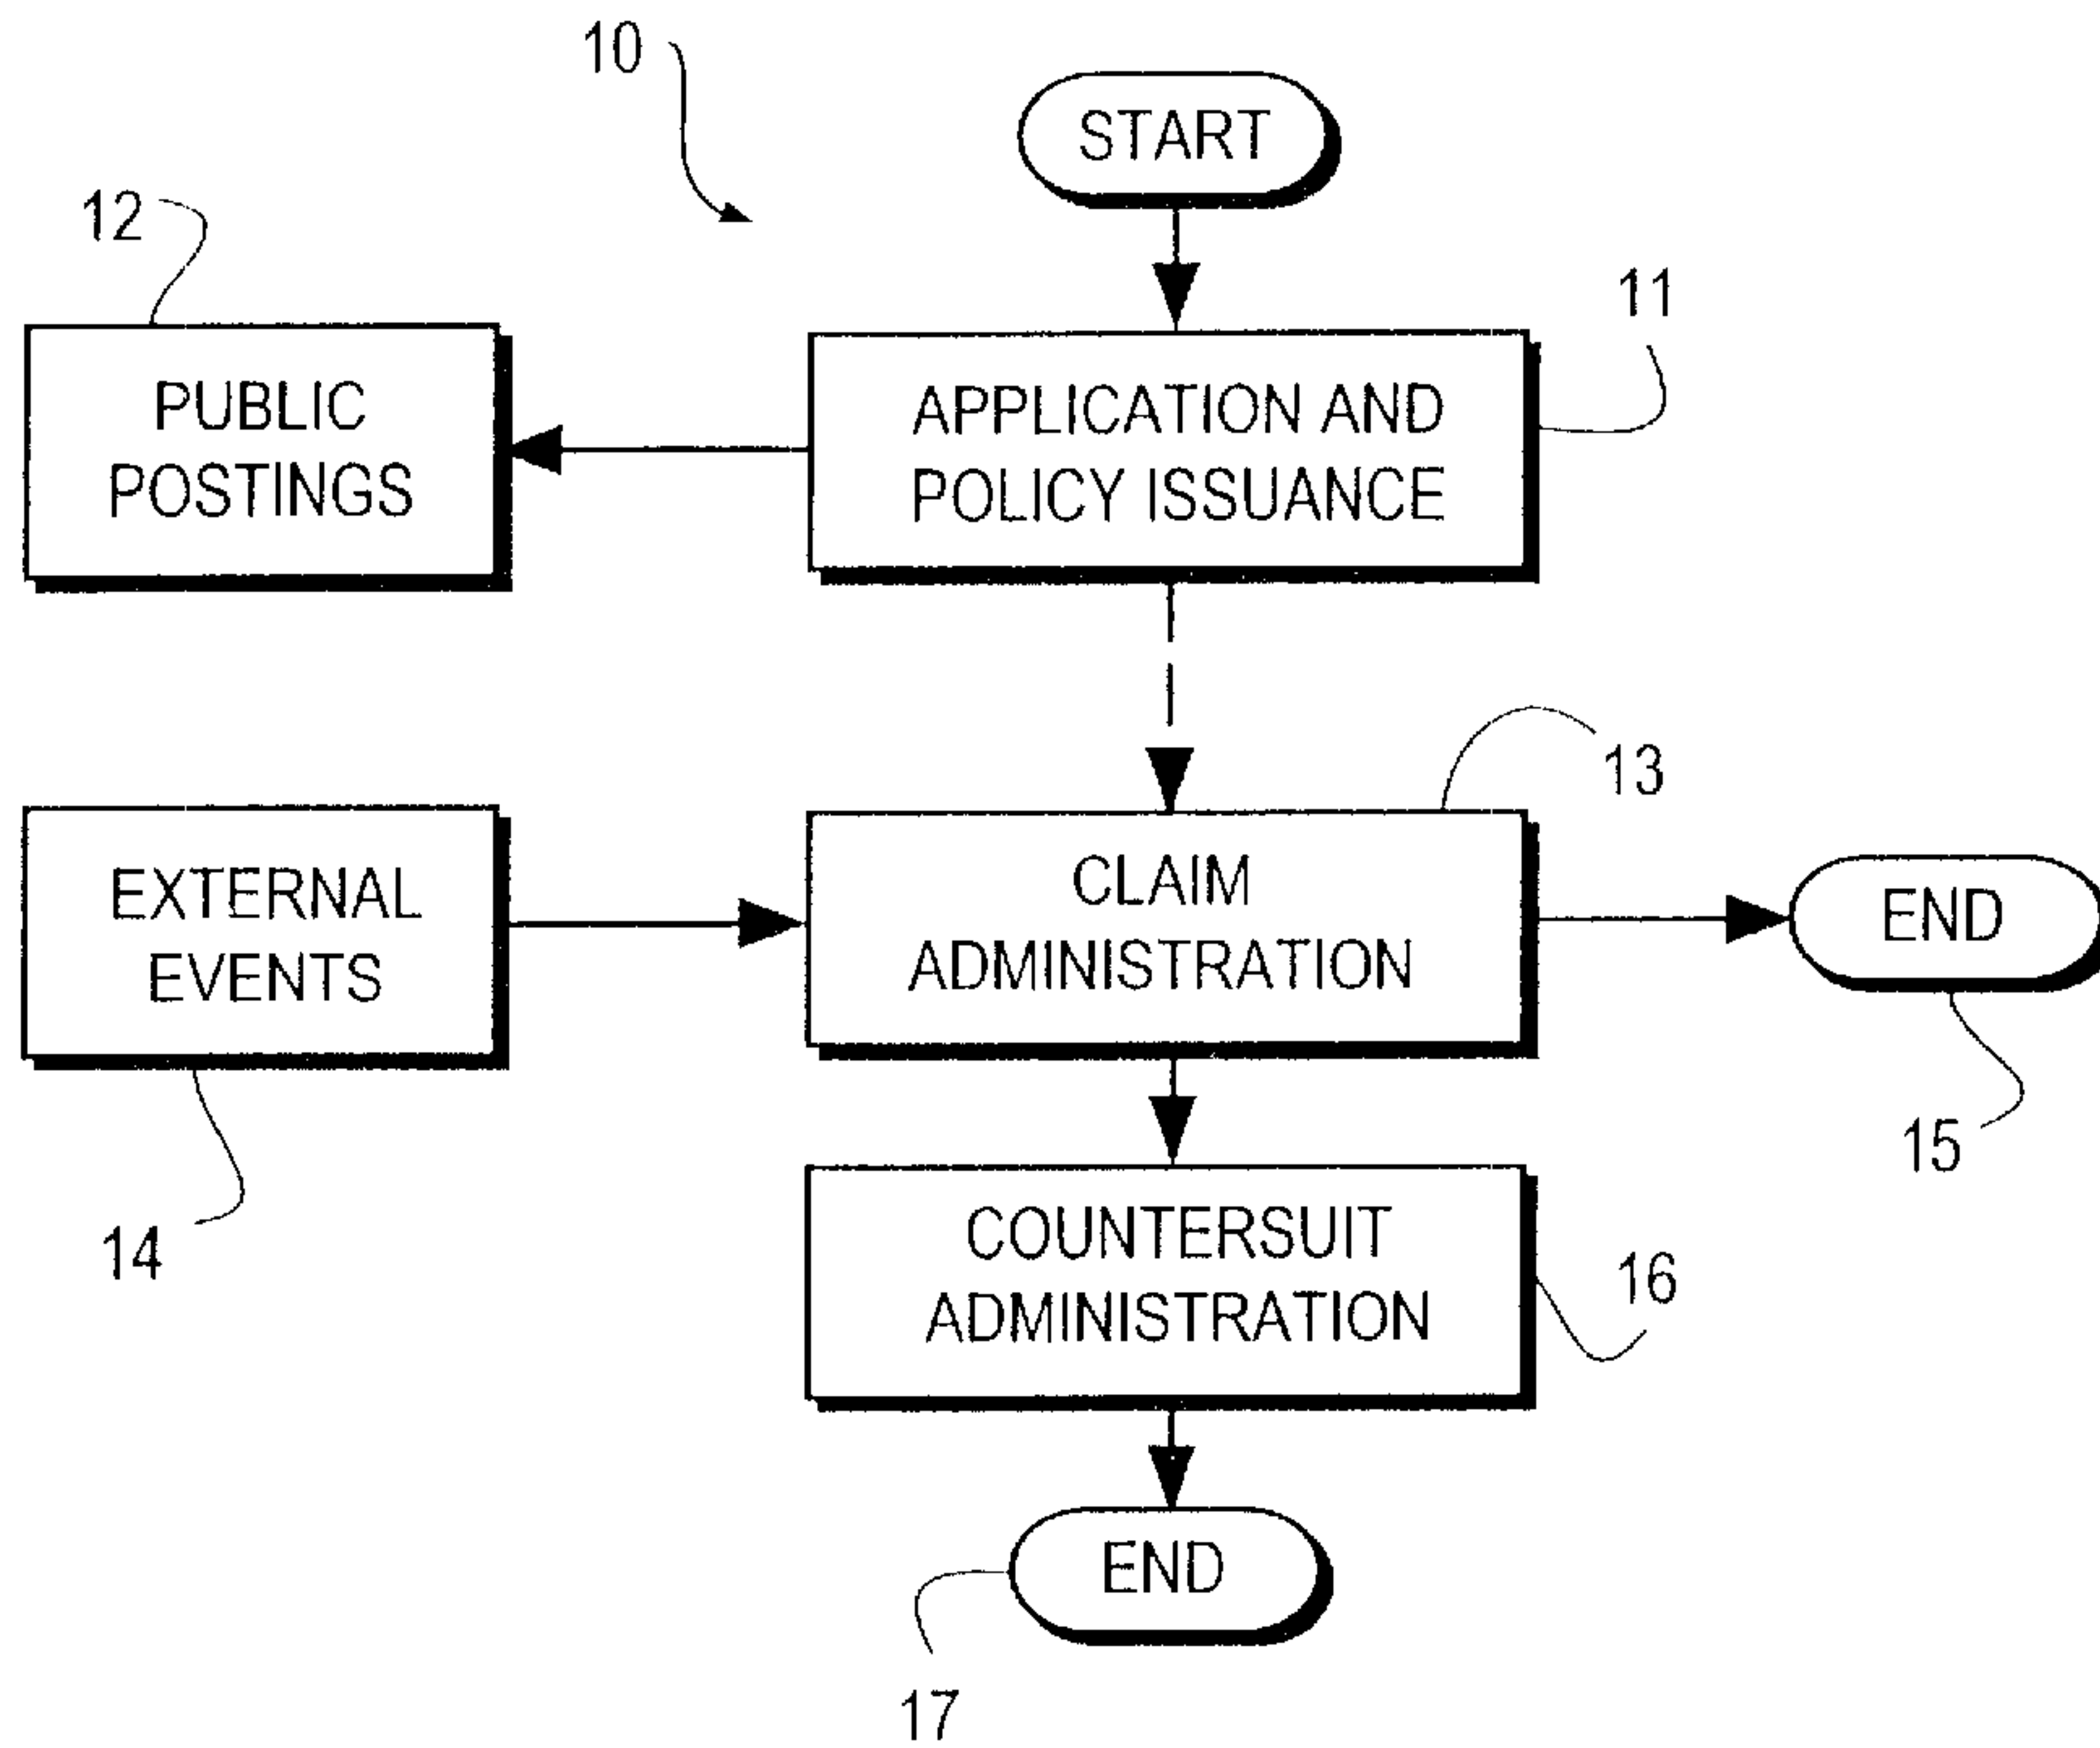 10
START
12
11
PUBLIC
POSTINGS
APPLICATION AND
POLICY ISSUANCE
13
EXTERNAL
EVENTS
CLAIM
ADMINISTRATION
END
15
14
COUNTERSUIT
ADMINISTRATION
16
END
17